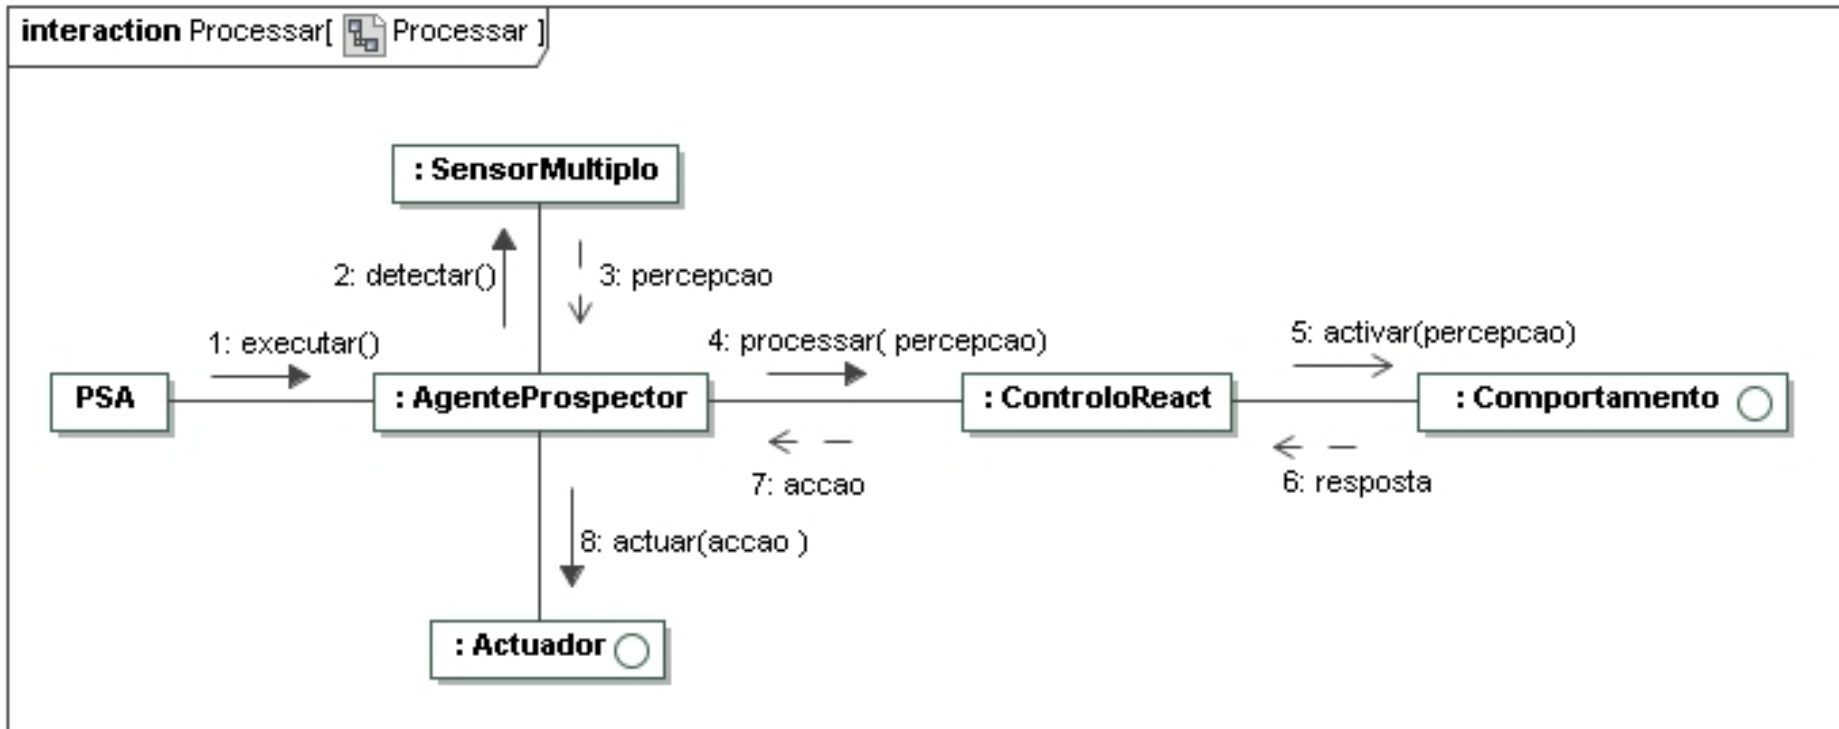 interaction Processar[ Processar ]
: SensorMultiplo
2: detectar()
3: percepcao
1: executar()
4: processar( percepcao)
5: activar(percepcao)
PSA
: AgenteProspector
: ControloReact
: Comportamento
7: accao
6: resposta
8: actuar(accao )
: Actuador